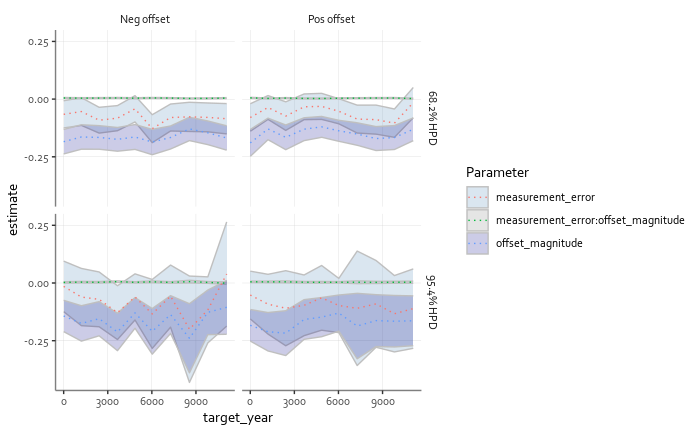 Neg offset
Pos offset
0.25
0.00
-0.25
68.2%HPD
0.25
0.00
-0.25
95.4%HPD
0
3000
6000
9000
0
3000
6000
9000
target_year
estimate
Parameter
measurement_error
measurement_error:offset_magnitude
offset_magnitude